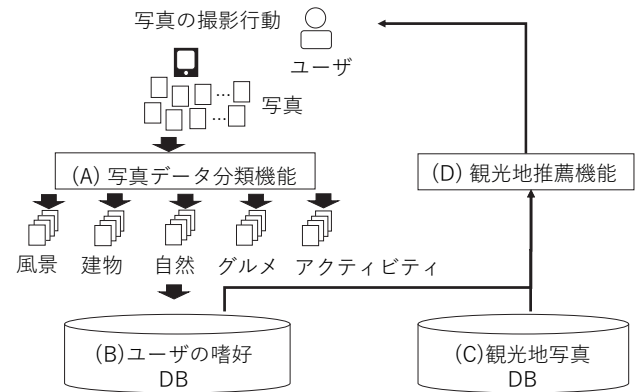 写真の撮影行動
ユーザ
…
写真
…
(A) 写真データ分類機能
(D) 観光地推薦機能
風景 建物 自然 グルメ アクティビティ
(B)ユーザの嗜好
DB
(C)観光地写真
DB